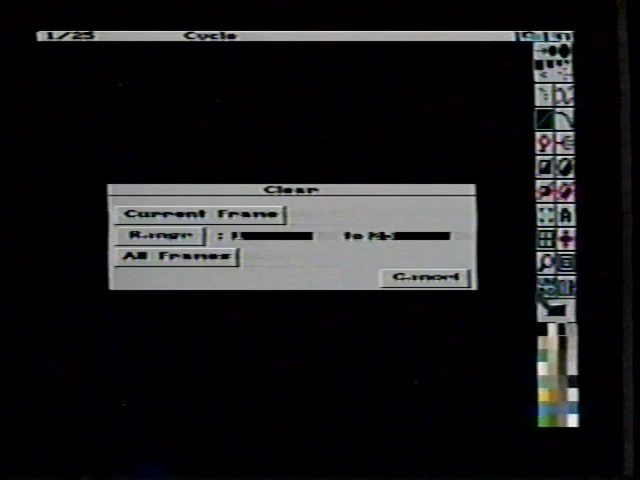 1/25 Cycle
Clear
Current Frame
Range : to
All Frames
A
Cancel